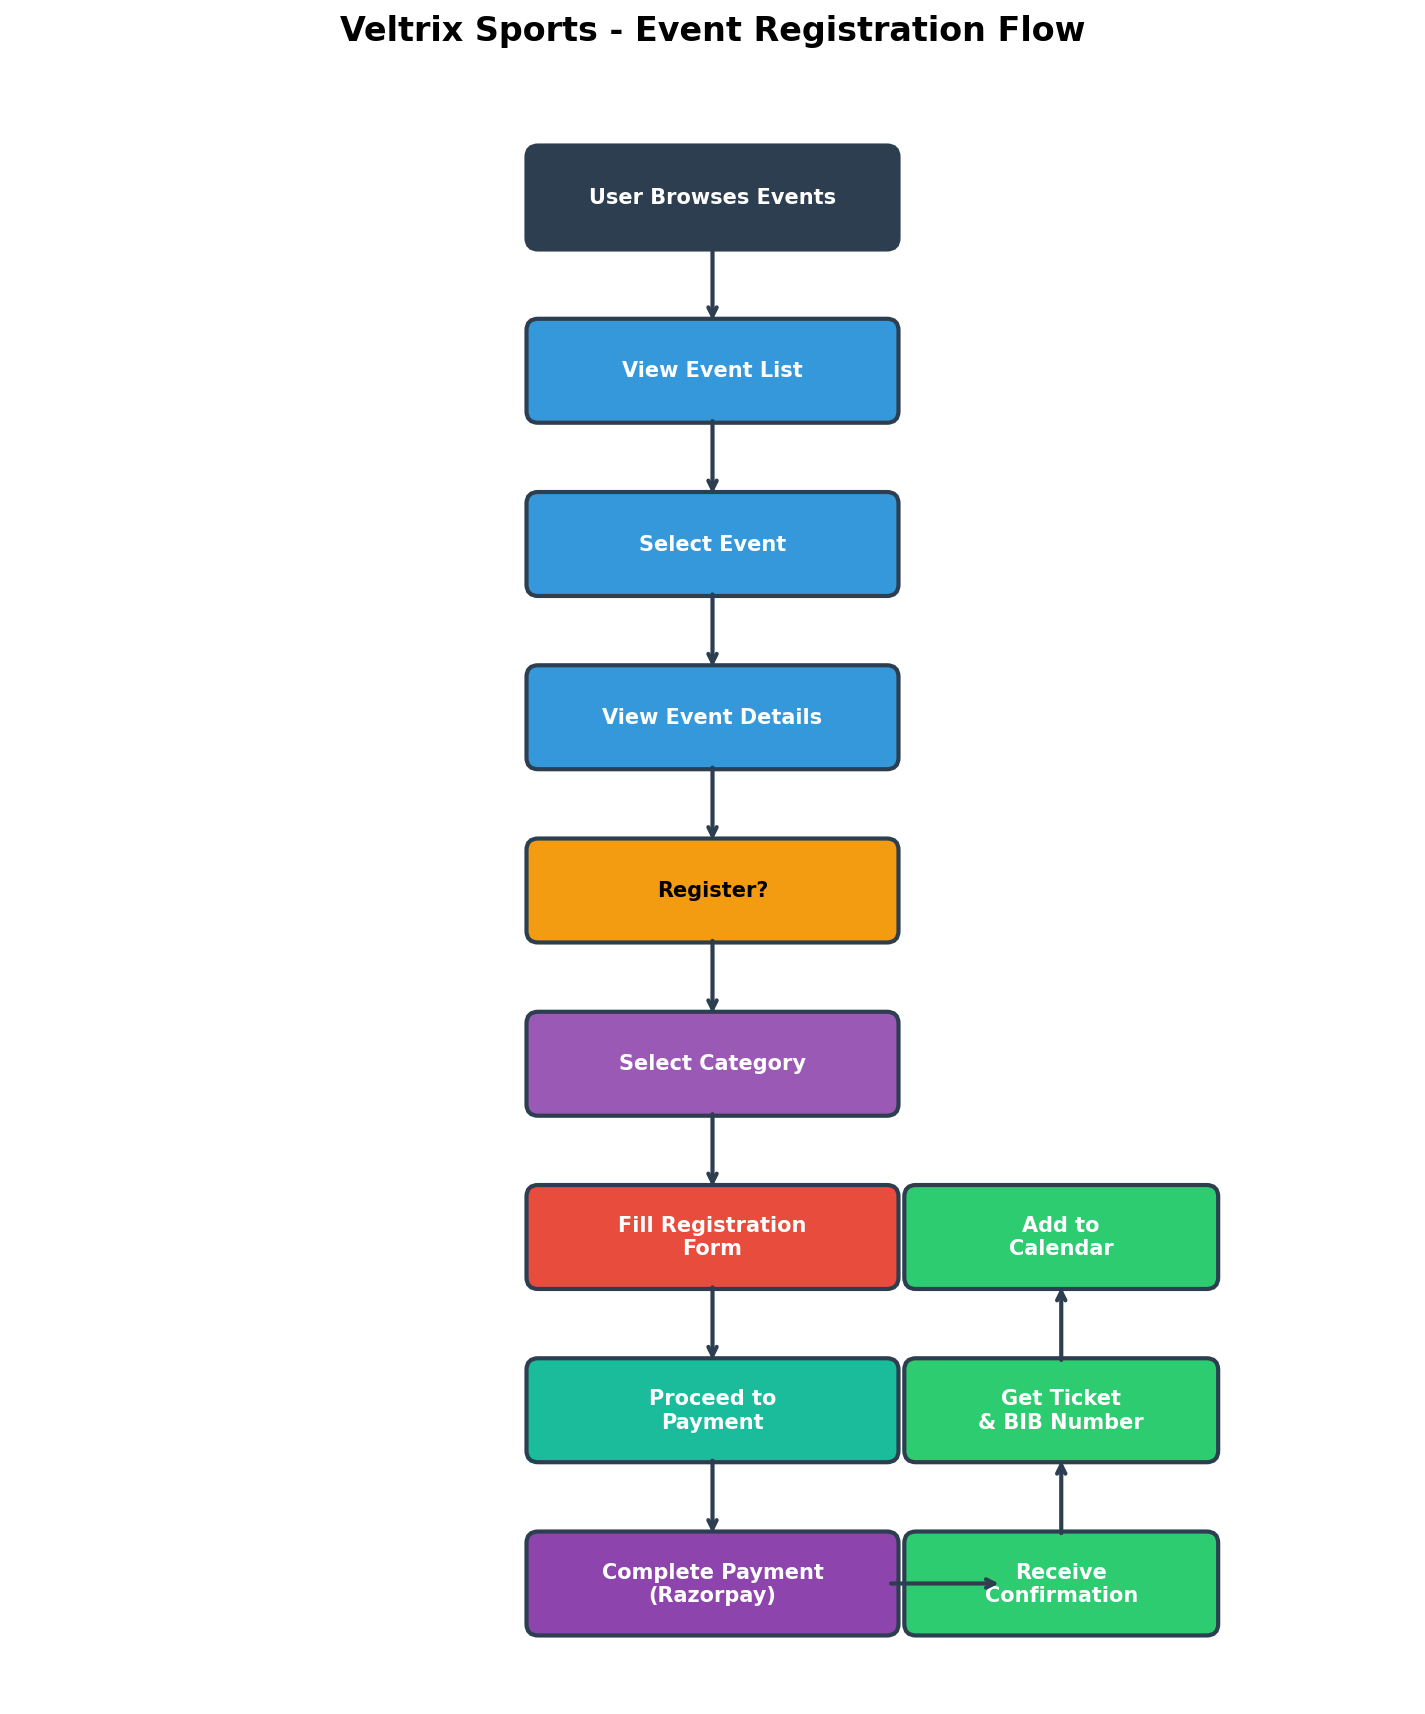 Veltrix Sports - Event Registration Flow
User Browses Events
View Event List
Select Event
View Event Details
Register?
Select Category
Fill Registration
Form
Proceed to
Payment
Complete Payment
(Razorpay)
Receive
Confirmation
Get Ticket
& BIB Number
Add to
Calendar